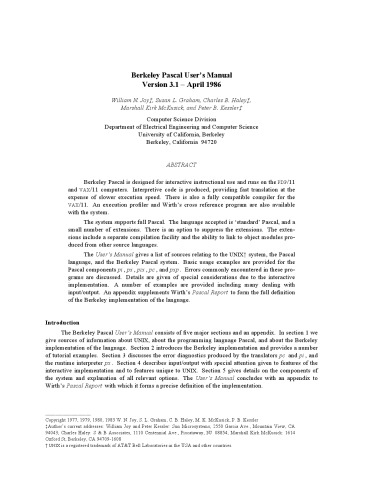 Berkeley Pascal User's Manual
Version 3.1 – April 1986
William N. Joy‡, Susan L. Graham, Charles B. Haley‡,
Marshall Kirk McKusick, and Peter B. Kessler‡
Computer Science Division
Department of Electrical Engineering and Computer Science
University of California, Berkeley
Berkeley, California 94720
ABSTRACT
Berkeley Pascal is designed for interactive instructional use and runs on the PDP/11
and VAX/11 computers. Interpretive code is produced, providing fast translation at the
expense of slower execution speed. There is also a fully compatible compiler for the
VAX/11. An execution profiler and Wirth's cross reference program are also available
with the system.
The system supports full Pascal. The language accepted is 'standard' Pascal, and a
small number of extensions. There is an option to suppress the extensions. The exten-
sions include a separate compilation facility and the ability to link to object modules pro-
duced from other source languages.
The User's Manual gives a list of sources relating to the UNIX† system, the Pascal
language, and the Berkeley Pascal system. Basic usage examples are provided for the
Pascal components pi, px, pix, pc, and pxp. Errors commonly encountered in these pro-
grams are discussed. Details are given of special considerations due to the interactive
implementation. A number of examples are provided including many dealing with
input/output. An appendix supplements Wirth's Pascal Report to form the full definition
of the Berkeley implementation of the language.
Introduction
The Berkeley Pascal User's Manual consists of five major sections and an appendix. In section 1 we
give sources of information about UNIX, about the programming language Pascal, and about the Berkeley
implementation of the language. Section 2 introduces the Berkeley implementation and provides a number
of tutorial examples. Section 3 discusses the error diagnostics produced by the translators pc and pi, and
the runtime interpreter px. Section 4 describes input/output with special attention given to features of the
interactive implementation and to features unique to UNIX. Section 5 gives details on the components of
the system and explanation of all relevant options. The User's Manual concludes with an appendix to
Wirth's Pascal Report with which it forms a precise definition of the implementation.
Copyright 1977, 1979, 1980, 1983 W. N. Joy, S. L. Graham, C. B. Haley, M. K. McKusick, P. B. Kessler
‡Author's current addresses: William Joy and Peter Kessler: Sun Microsystems, 2550 Garcia Ave., Mountain View, CA
94043; Charles Haley: S & B Associates, 1110 Centennial Ave., Piscataway, NJ 08854; Marshall Kirk McKusick: 1614
Oxford St, Berkeley, CA 94709-1608
† UNIX is a registered trademark of AT&T Bell Laboratories in the USA and other countries.